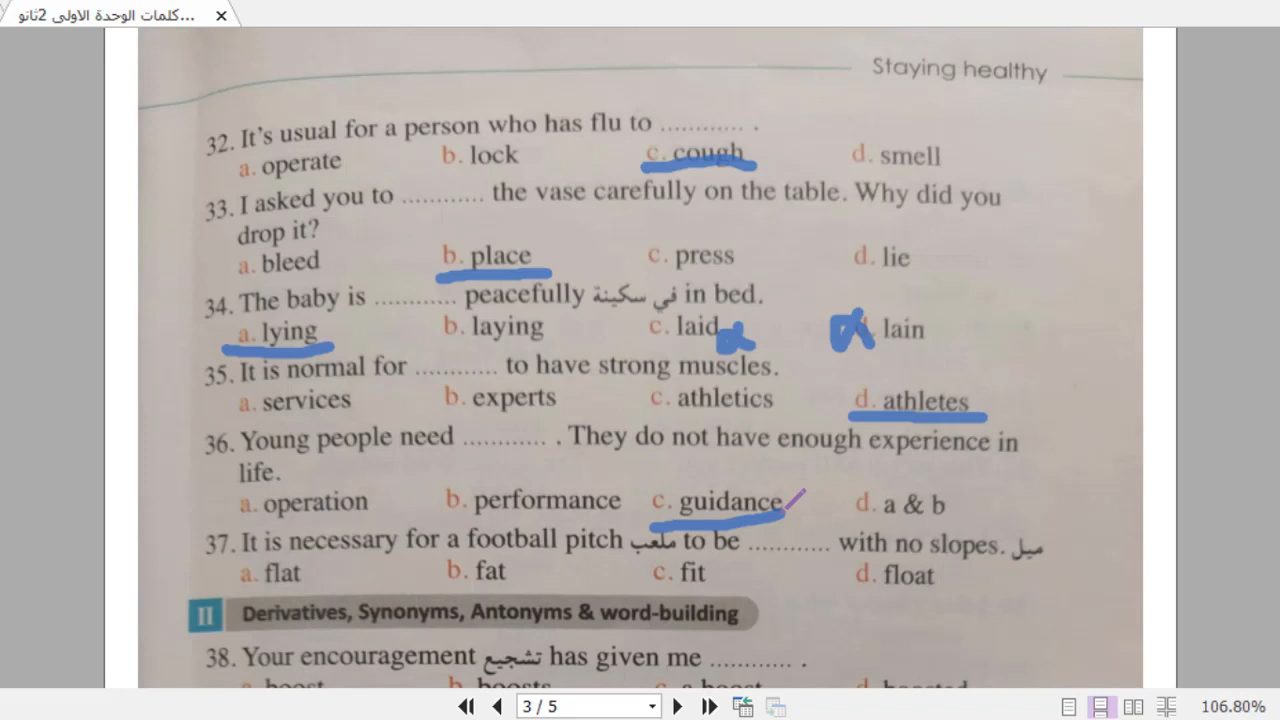 كلمات الوحدة الاولى 2ثانو...
Staying healthy
32. It's usual for a person who has flu to ............ .
a. operate b. lock c. cough d. smell
33. I asked you to ............ the vase carefully on the table. Why did you
drop it?
a. bleed b. place c. press d. lie
34. The baby is ............ peacefully في سكينة in bed.
a. lying b. laying c. laid d. lain
35. It is normal for ............ to have strong muscles.
a. services b. experts c. athletics d. athletes
36. Young people need ............ . They do not have enough experience in
life.
a. operation b. performance c. guidance d. a & b
37. It is necessary for a football pitch ملعب to be ............ with no slopes. ميل
a. flat b. fat c. fit d. float
II Derivatives, Synonyms, Antonyms & word-building
38. Your encouragement تشجيع has given me ............ .
a. boost b. boosts c. a boost d. boosted
3 / 5
106.80%